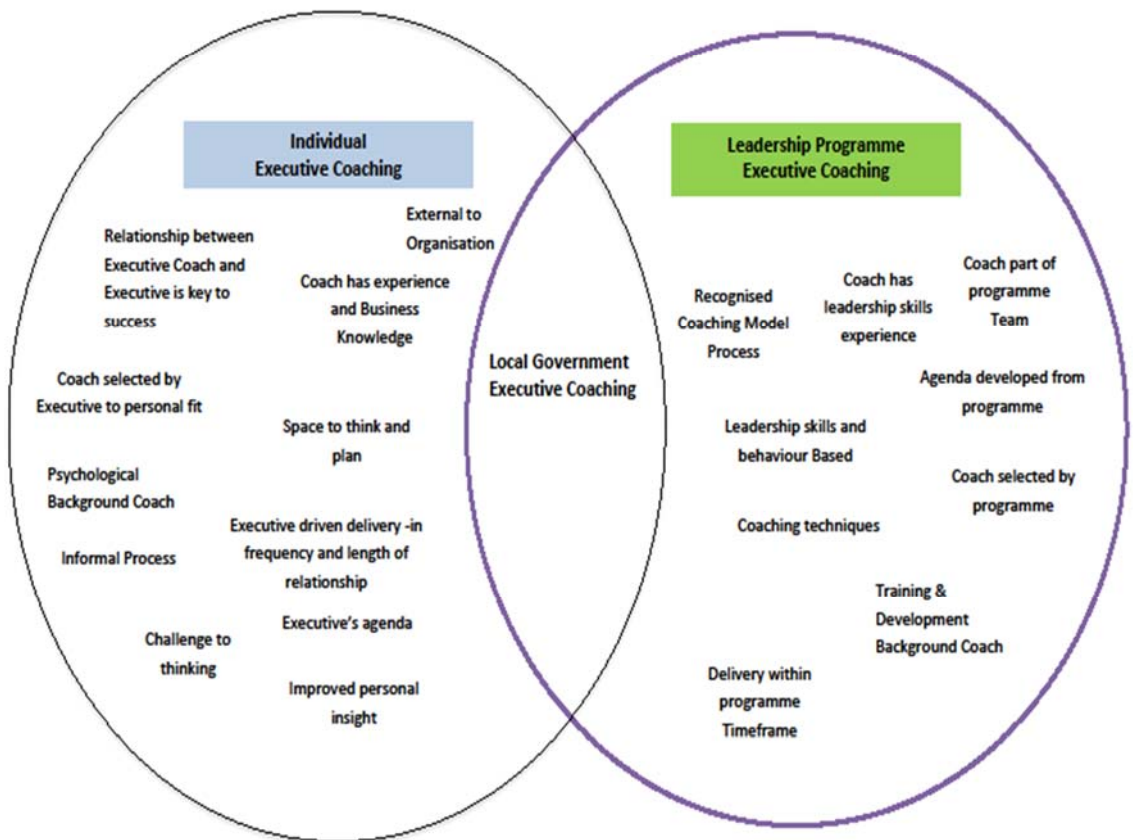 Individual
Executive Coaching
External to
Organisation
Relationship between
Executive Coach and
Executive is key to
success
Coach has experience
and Business
Knowledge
Coach selected by
Executive to personal fit
Space to think and
plan
Psychological
Background Coach
Executive driven delivery -in
frequency and length of
relationship
Informal Process
Executive's agenda
Challenge to
thinking
Improved personal
insight
Local Government
Executive Coaching
Leadership Programme
Executive Coaching
Coach part of
programme
Team
Coach has
leadership skills
experience
Recognised
Coaching Model
Process
Agenda developed from
programme
Leadership skills and
behaviour Based
Coach selected by
programme
Coaching techniques
Training &
Development
Background Coach
Delivery within
programme
Timeframe